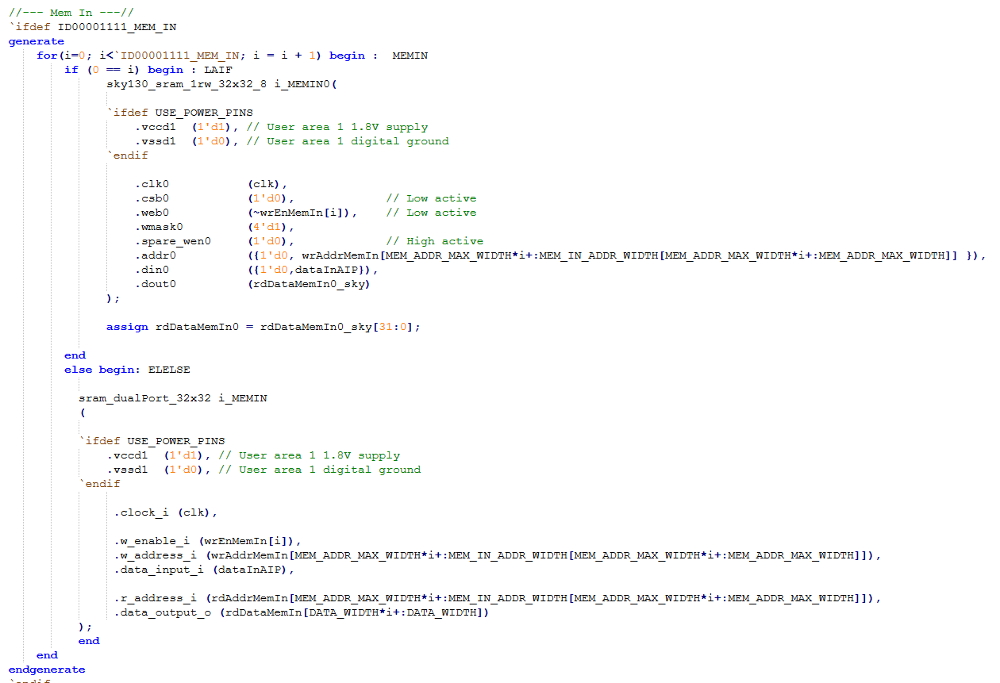 //--- Mem In ---//
`ifdef ID00001111_MEM_IN
generate
for(i=0; i<`ID00001111_MEM_IN; i = i + 1) begin :  MEMIN
if (0 == i) begin : LAIF
sky130_sram_1rw_32x32_8 i_MEMIN0(
`ifdef USE_POWER_PINS
.vccd1  (1'd1), // User area 1 1.8V supply
.vssd1  (1'd0), // User area 1 digital ground
`endif
.clk0           (clk),
.csb0           (1'd0),             // Low active
.web0           (~wrEnMemIn[i]),    // Low active
.wmask0         (4'd1),
.spare_wen0     (1'd0),             // High active
.addr0          ({1'd0, wrAddrMemIn[MEM_ADDR_MAX_WIDTH*i+:MEM_IN_ADDR_WIDTH[MEM_ADDR_MAX_WIDTH*i+:MEM_ADDR_MAX_WIDTH]] }),
.din0           ({1'd0,dataInAIP}),
.dout0          (rdDataMemIn0_sky)
);
assign rdDataMemIn0 = rdDataMemIn0_sky[31:0];
end
else begin: ELELSE
sram_dualPort_32x32 i_MEMIN
(
`ifdef USE_POWER_PINS
.vccd1  (1'd1), // User area 1 1.8V supply
.vssd1  (1'd0), // User area 1 digital ground
`endif
.clock_i (clk),
.w_enable_i (wrEnMemIn[i]),
.w_address_i (wrAddrMemIn[MEM_ADDR_MAX_WIDTH*i+:MEM_IN_ADDR_WIDTH[MEM_ADDR_MAX_WIDTH*i+:MEM_ADDR_MAX_WIDTH]]),
.data_input_i (dataInAIP),
.r_address_i (rdAddrMemIn[MEM_ADDR_MAX_WIDTH*i+:MEM_IN_ADDR_WIDTH[MEM_ADDR_MAX_WIDTH*i+:MEM_ADDR_MAX_WIDTH]]),
.data_output_o (rdDataMemIn[DATA_WIDTH*i+:DATA_WIDTH])
);
end
end
endgenerate
`endif